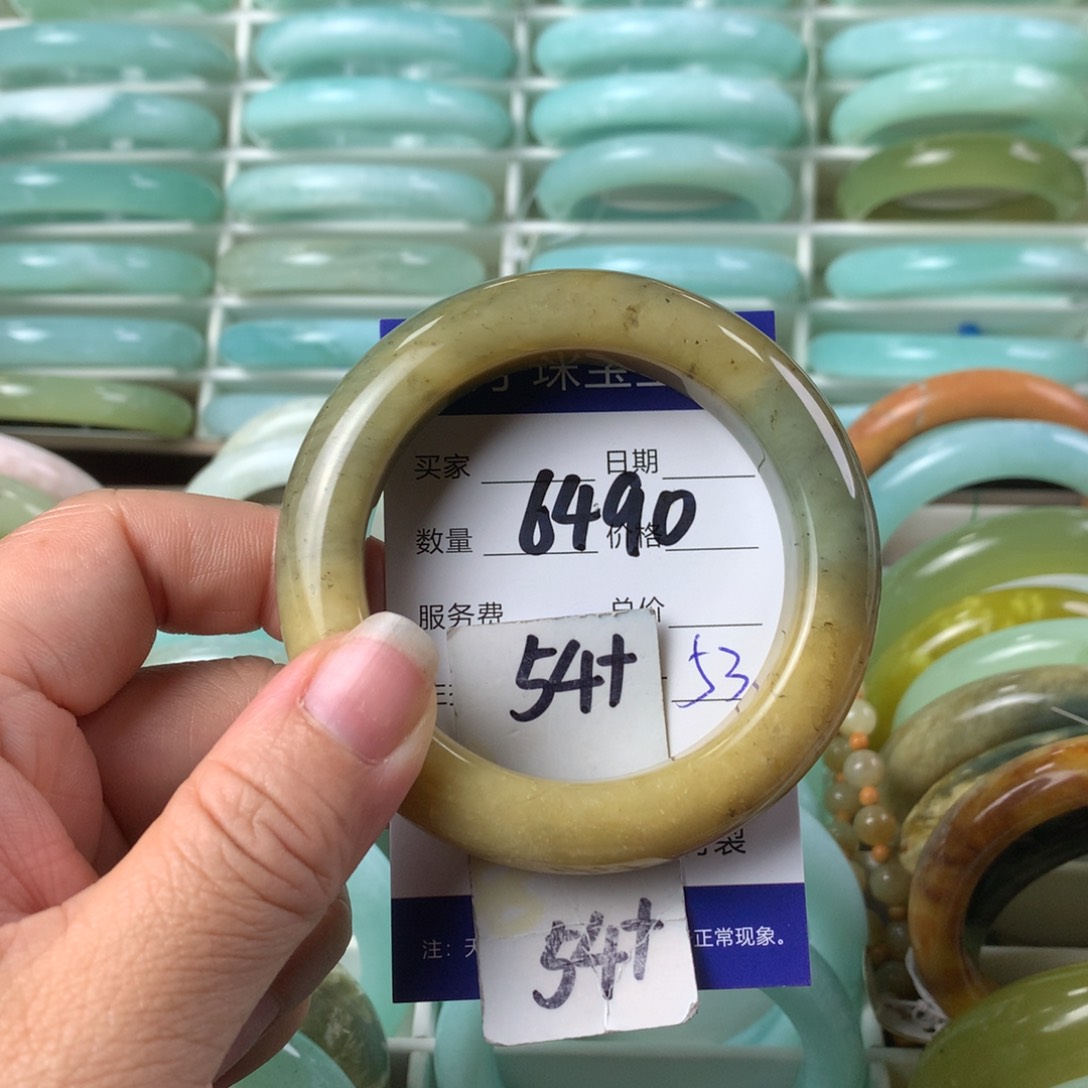 珠宝
买家 日期
6490
数量 价格
服务费 总价
54+ 53
裂
54+
注：天 正常现象。